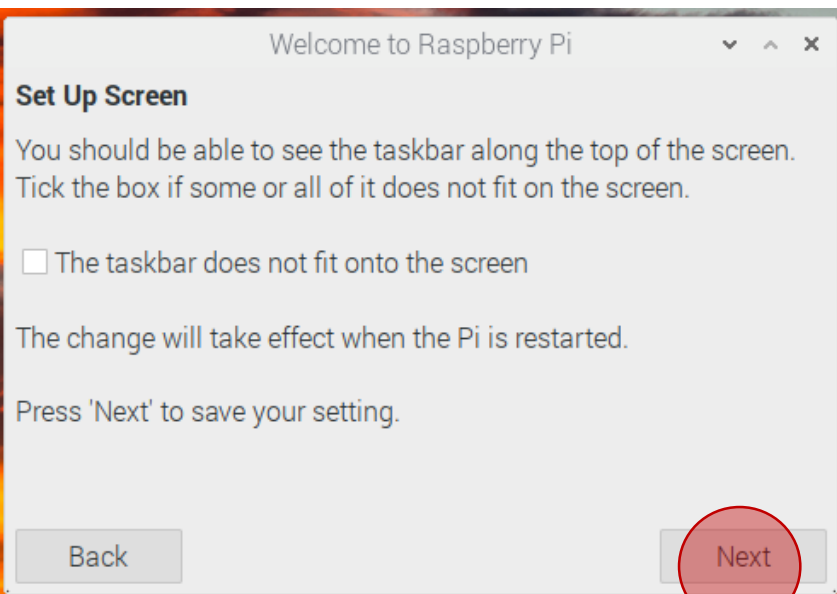 Welcome to Raspberry Pi
Set Up Screen
You should be able to see the taskbar along the top of the screen.
Tick the box if some or all of it does not fit on the screen.
The taskbar does not fit onto the screen
The change will take effect when the Pi is restarted.
Press 'Next' to save your setting.
Back
Next